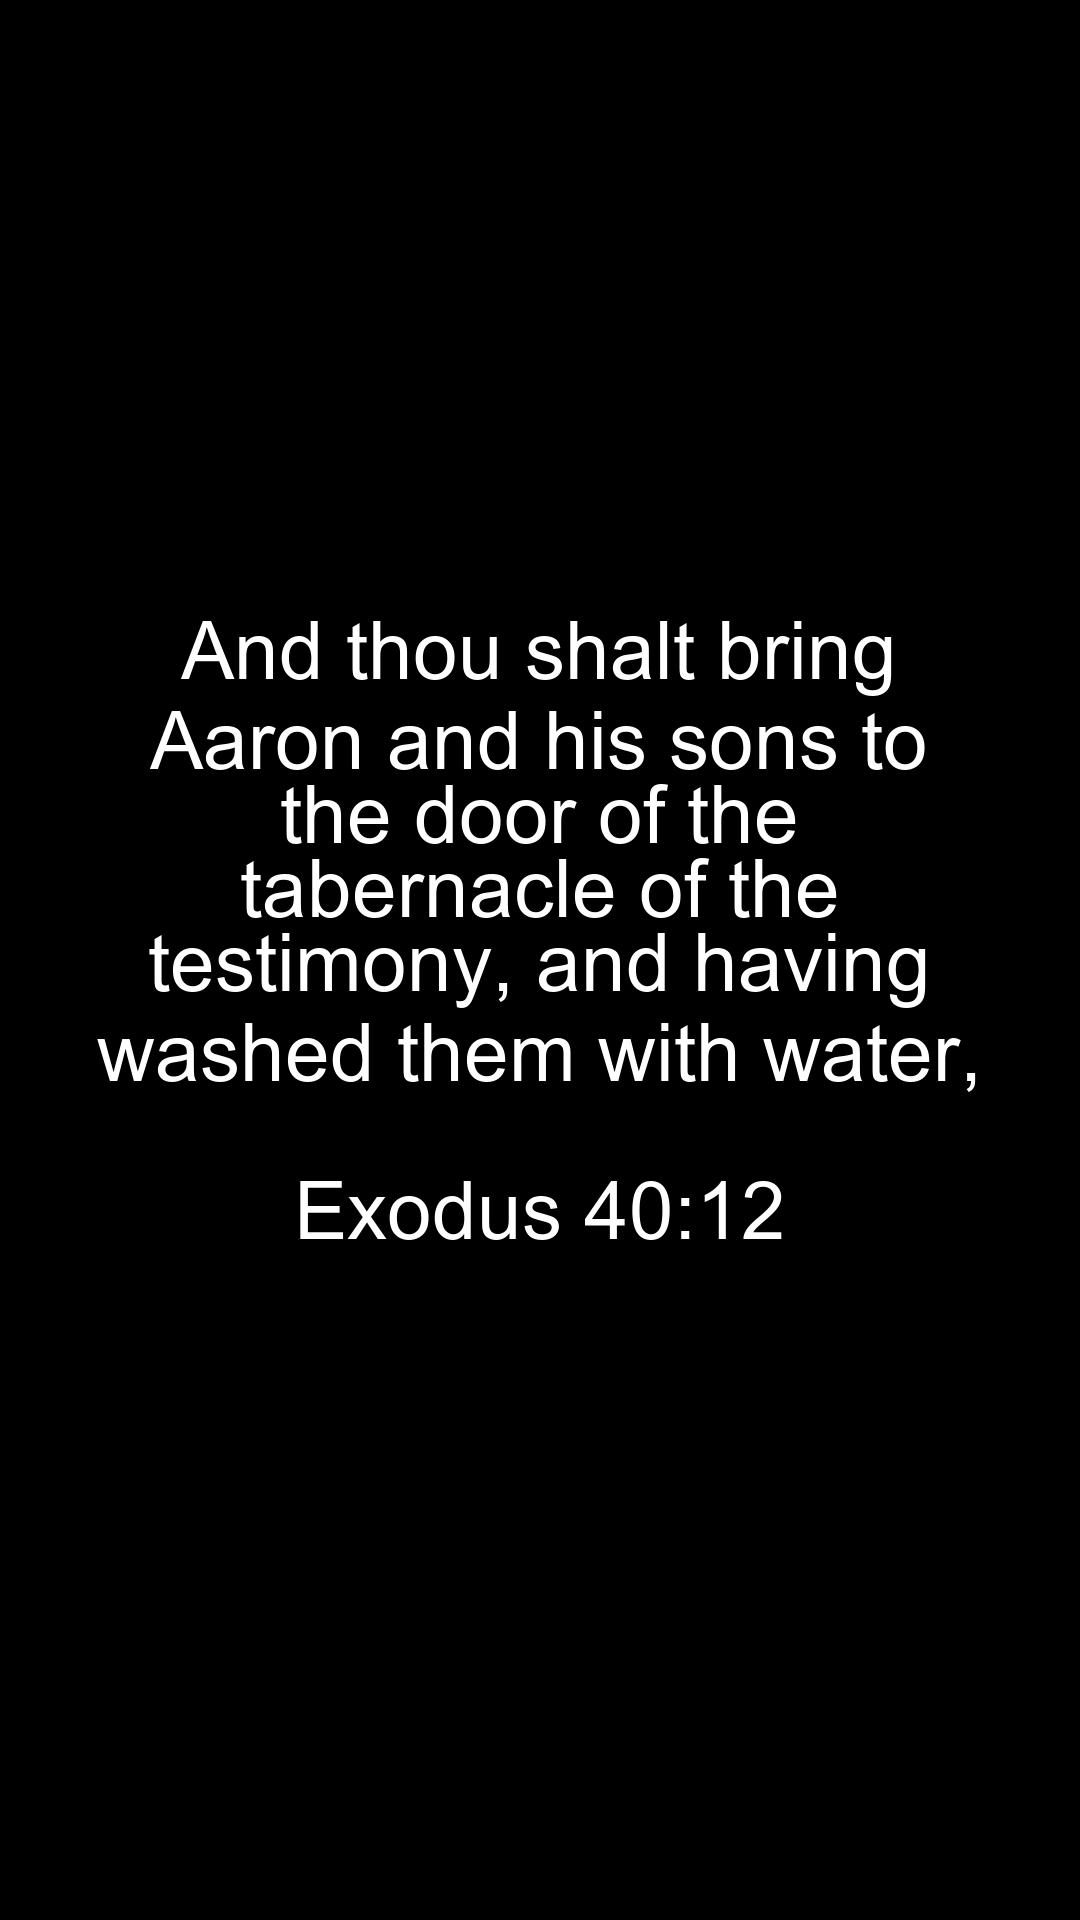 And thou shalt bring
Aaron and his sons to
the door of the
tabernacle of the
testimony, and having
washed them with water,
Exodus 40:12